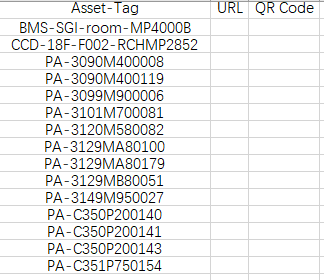 Asset-Tag URL QR Code
BMS-SGI-room-MP4000B
CCD-18F-F002-RCHMP2852
PA-3090M400008
PA-3090M400119
PA-3099M900006
PA-3101M700081
PA-3120M580082
PA-3129MA80100
PA-3129MA80179
PA-3129MB80051
PA-3149M950027
PA-C350P200140
PA-C350P200141
PA-C350P200143
PA-C351P750154